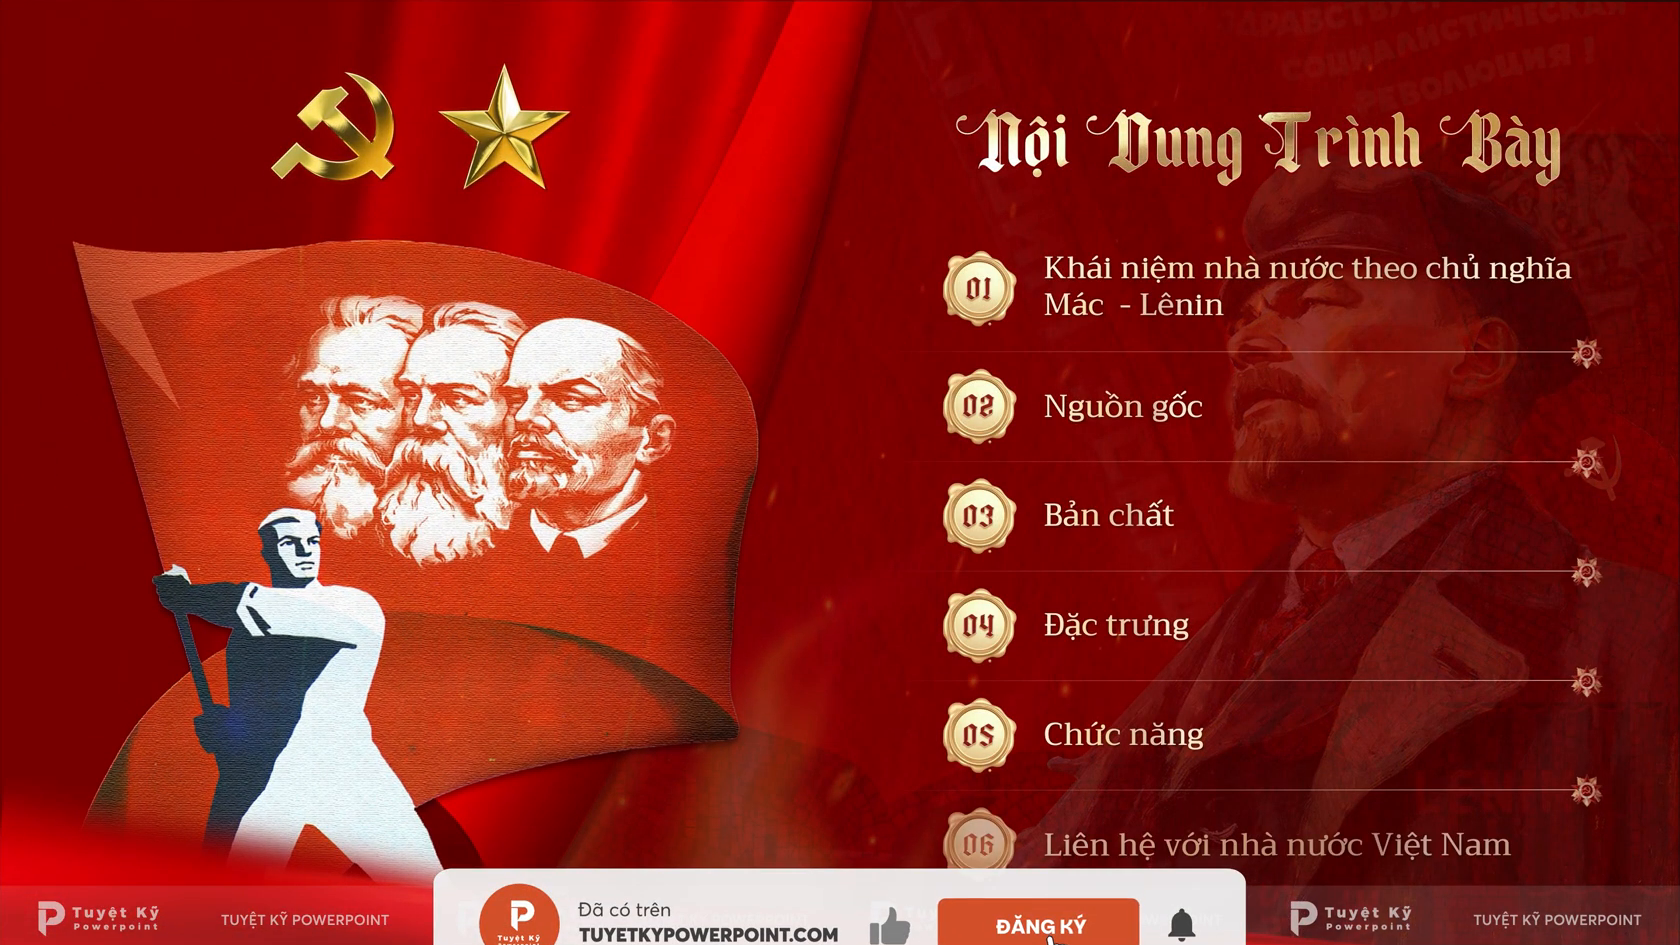 Nội Dung Trình Bày
01
Khái niệm nhà nước theo chủ nghĩa
Mác - Lênin
02
Nguồn gốc
03
Bản chất
04
Đặc trưng
05
Chức năng
06
Liên hệ với nhà nước Việt Nam
Tuyệt Kỹ
Powerpoint
TUYỆT KỸ POWERPOINT
Tuyệt Kỹ
Đã có trên
TUYETKYPOWERPOINT.COM
ĐĂNG KÝ
Tuyệt Kỹ
Powerpoint
TUYỆT KỸ POWERPOINT